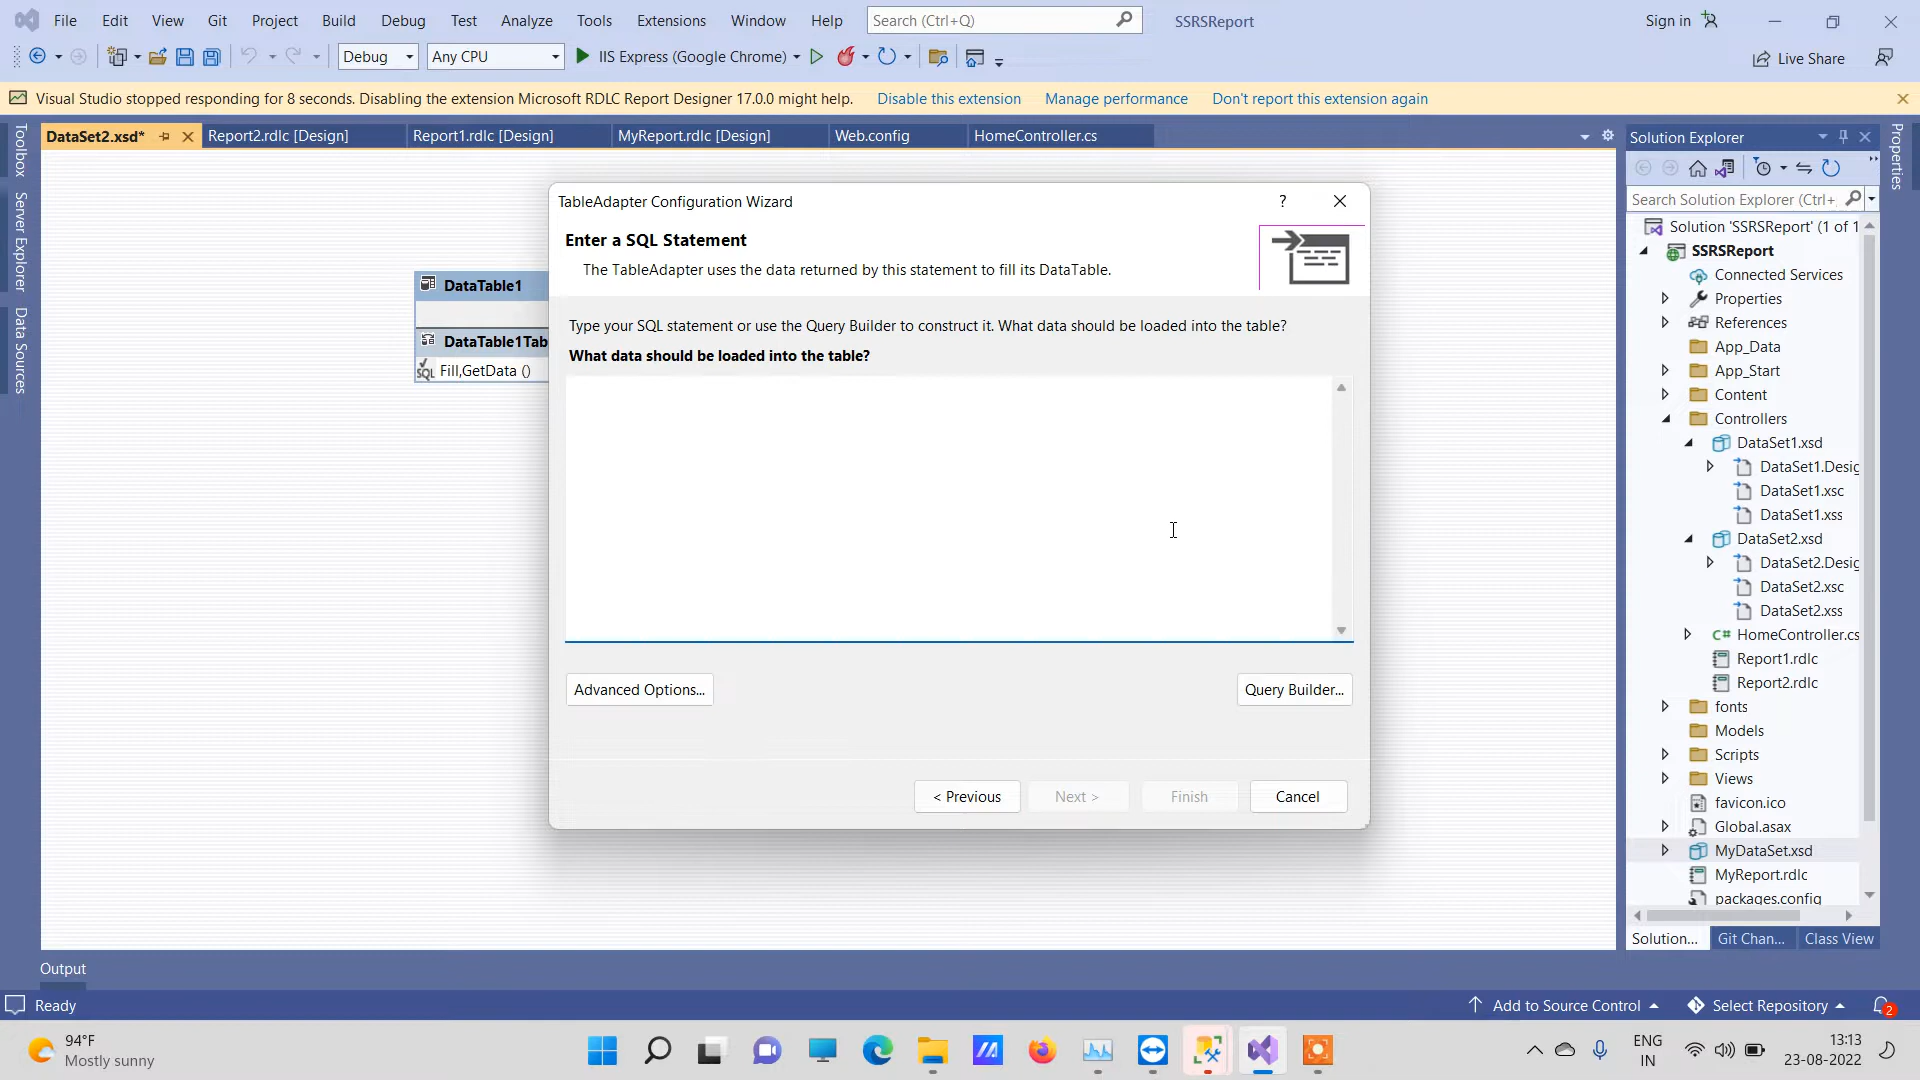 File Edit View Git Project Build Debug Test Analyze Tools Extensions Window Help Search (Ctrl+Q) SSRSReport Sign in
Debug Any CPU IIS Express (Google Chrome) Live Share
Visual Studio stopped responding for 8 seconds. Disabling the extension Microsoft RDLC Report Designer 17.0.0 might help. Disable this extension Manage performance Don't report this extension again
DataSet2.xsd* Report2.rdlc [Design] Report1.rdlc [Design] MyReport.rdlc [Design] Web.config HomeController.cs
Toolbox
Server Explorer
Data Sources
DataTable1
DataTable1Tab
SQL Fill,GetData ()
TableAdapter Configuration Wizard ?
Enter a SQL Statement
The TableAdapter uses the data returned by this statement to fill its DataTable.
Type your SQL statement or use the Query Builder to construct it. What data should be loaded into the table?
What data should be loaded into the table?
Advanced Options... Query Builder...
< Previous Next > Finish Cancel
Solution Explorer
Search Solution Explorer (Ctrl+
Solution 'SSRSReport' (1 of 1
SSRSReport
Connected Services
Properties
References
App_Data
App_Start
Content
Controllers
DataSet1.xsd
DataSet1.Desig
DataSet1.xsc
DataSet1.xss
DataSet2.xsd
DataSet2.Desig
DataSet2.xsc
DataSet2.xss
C# HomeController.cs
Report1.rdlc
Report2.rdlc
fonts
Models
Scripts
Views
favicon.ico
Global.asax
MyDataSet.xsd
MyReport.rdlc
packages.config
Solution... Git Chan... Class View
Properties
Output
Ready Add to Source Control Select Repository 2
94°F
Mostly sunny
ENG
IN
13:13
23-08-2022